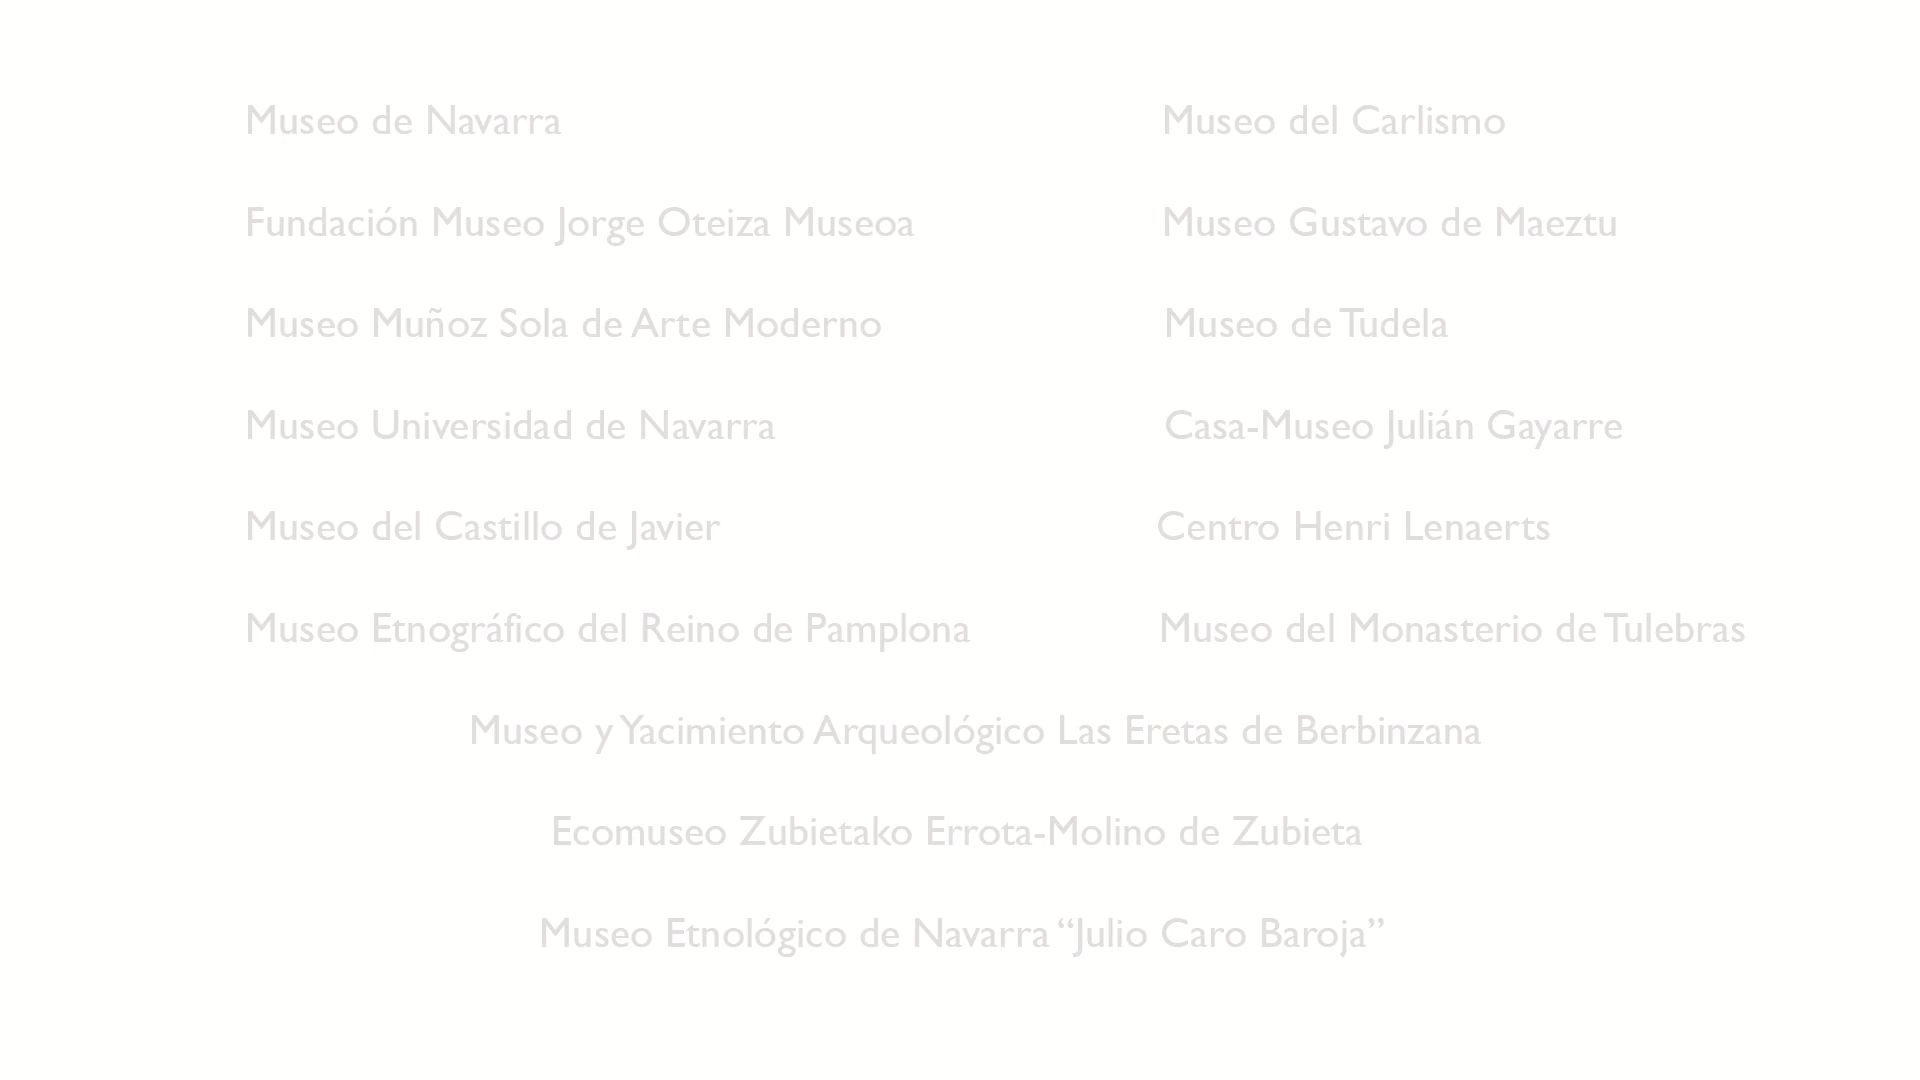 Museo de Navarra
Museo del Carlismo
Fundación Museo Jorge Oteiza Museoa
Museo Gustavo de Maeztu
Museo Muñoz Sola de Arte Moderno
Museo de Tudela
Museo Universidad de Navarra
Casa-Museo Julián Gayarre
Museo del Castillo de Javier
Centro Henri Lenaerts
Museo Etnográfico del Reino de Pamplona
Museo del Monasterio de Tulebras
Museo y Yacimiento Arqueológico Las Eretas de Berbinzana
Ecomuseo Zubietako Errota-Molino de Zubieta
Museo Etnológico de Navarra “Julio Caro Baroja”